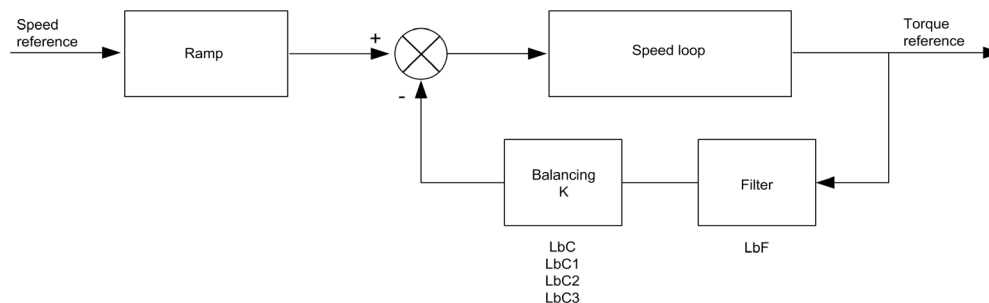 Speed
reference
Ramp
+
-
Speed loop
Torque
reference
Balancing
K
Filter
LbC
LbC1
LbC2
LbC3
LbF